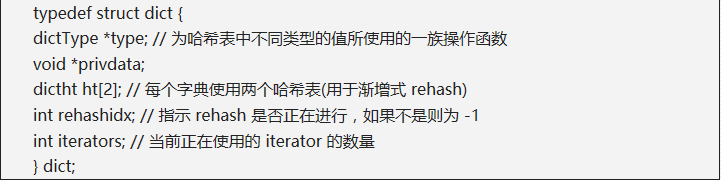 typedef struct dict {
dictType *type; // 为哈希表中不同类型的值所使用的一族操作函数
void *privdata;
dictht ht[2]; // 每个字典使用两个哈希表(用于渐增式 rehash)
int rehashidx; // 指示 rehash 是否正在进行，如果不是则为 -1
int iterators; // 当前正在使用的 iterator 的数量
} dict;